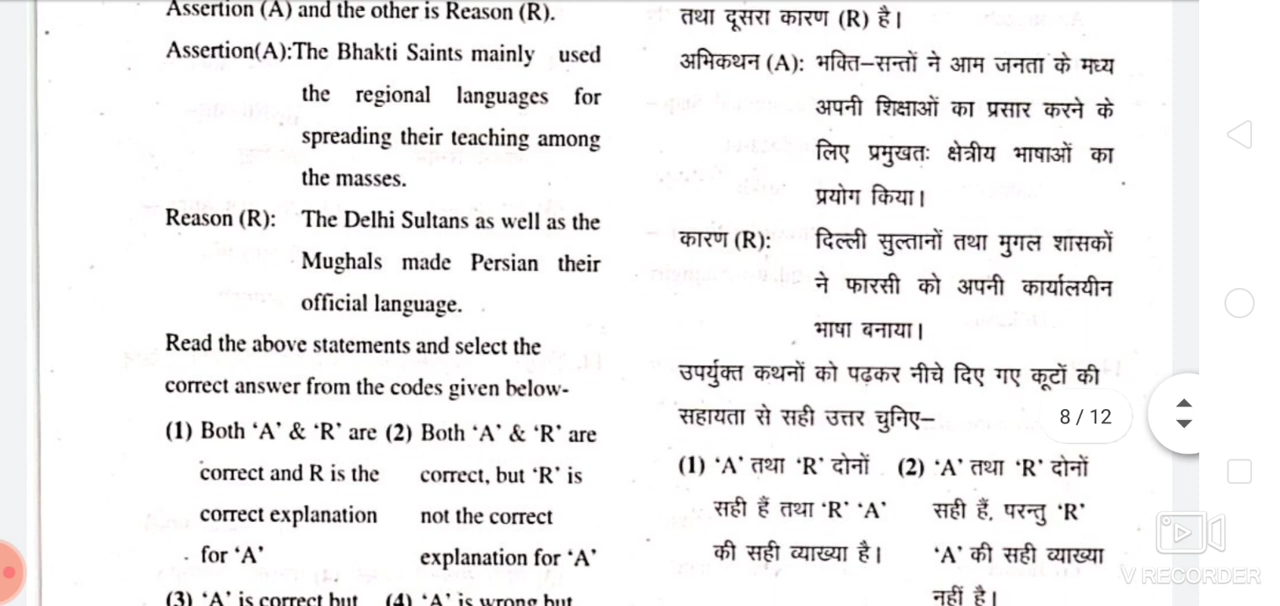 Assertion (A) and the other is Reason (R).
Assertion(A):The Bhakti Saints mainly used
the regional languages for
spreading their teaching among
the masses.
Reason (R): The Delhi Sultans as well as the
Mughals made Persian their
official language.
Read the above statements and select the
correct answer from the codes given below-
(1) Both ‘A’ & ‘R’ are (2) Both ‘A’ & ‘R’ are
correct and R is the correct, but ‘R’ is
correct explanation not the correct
for ‘A’ explanation for ‘A’
(3) ‘A’ is correct but (4) ‘A’ is wrong but
तथा दूसरा कारण (R) है।
अभिकथन (A): भक्ति–सन्तों ने आम जनता के मध्य
अपनी शिक्षाओं का प्रसार करने के
लिए प्रमुखतः क्षेत्रीय भाषाओं का
प्रयोग किया।
कारण (R): दिल्ली सुल्तानों तथा मुगल शासकों
ने फारसी को अपनी कार्यालयीन
भाषा बनाया।
उपर्युक्त कथनों को पढ़कर नीचे दिए गए कूटों की
सहायता से सही उत्तर चुनिए–
(1) ‘A’ तथा ‘R’ दोनों (2) ‘A’ तथा ‘R’ दोनों
सही हैं तथा ‘R’ ‘A’ सही हैं, परन्तु ‘R’
की सही व्याख्या है। ‘A’ की सही व्याख्या
नहीं है।
8 / 12
V RECORDER